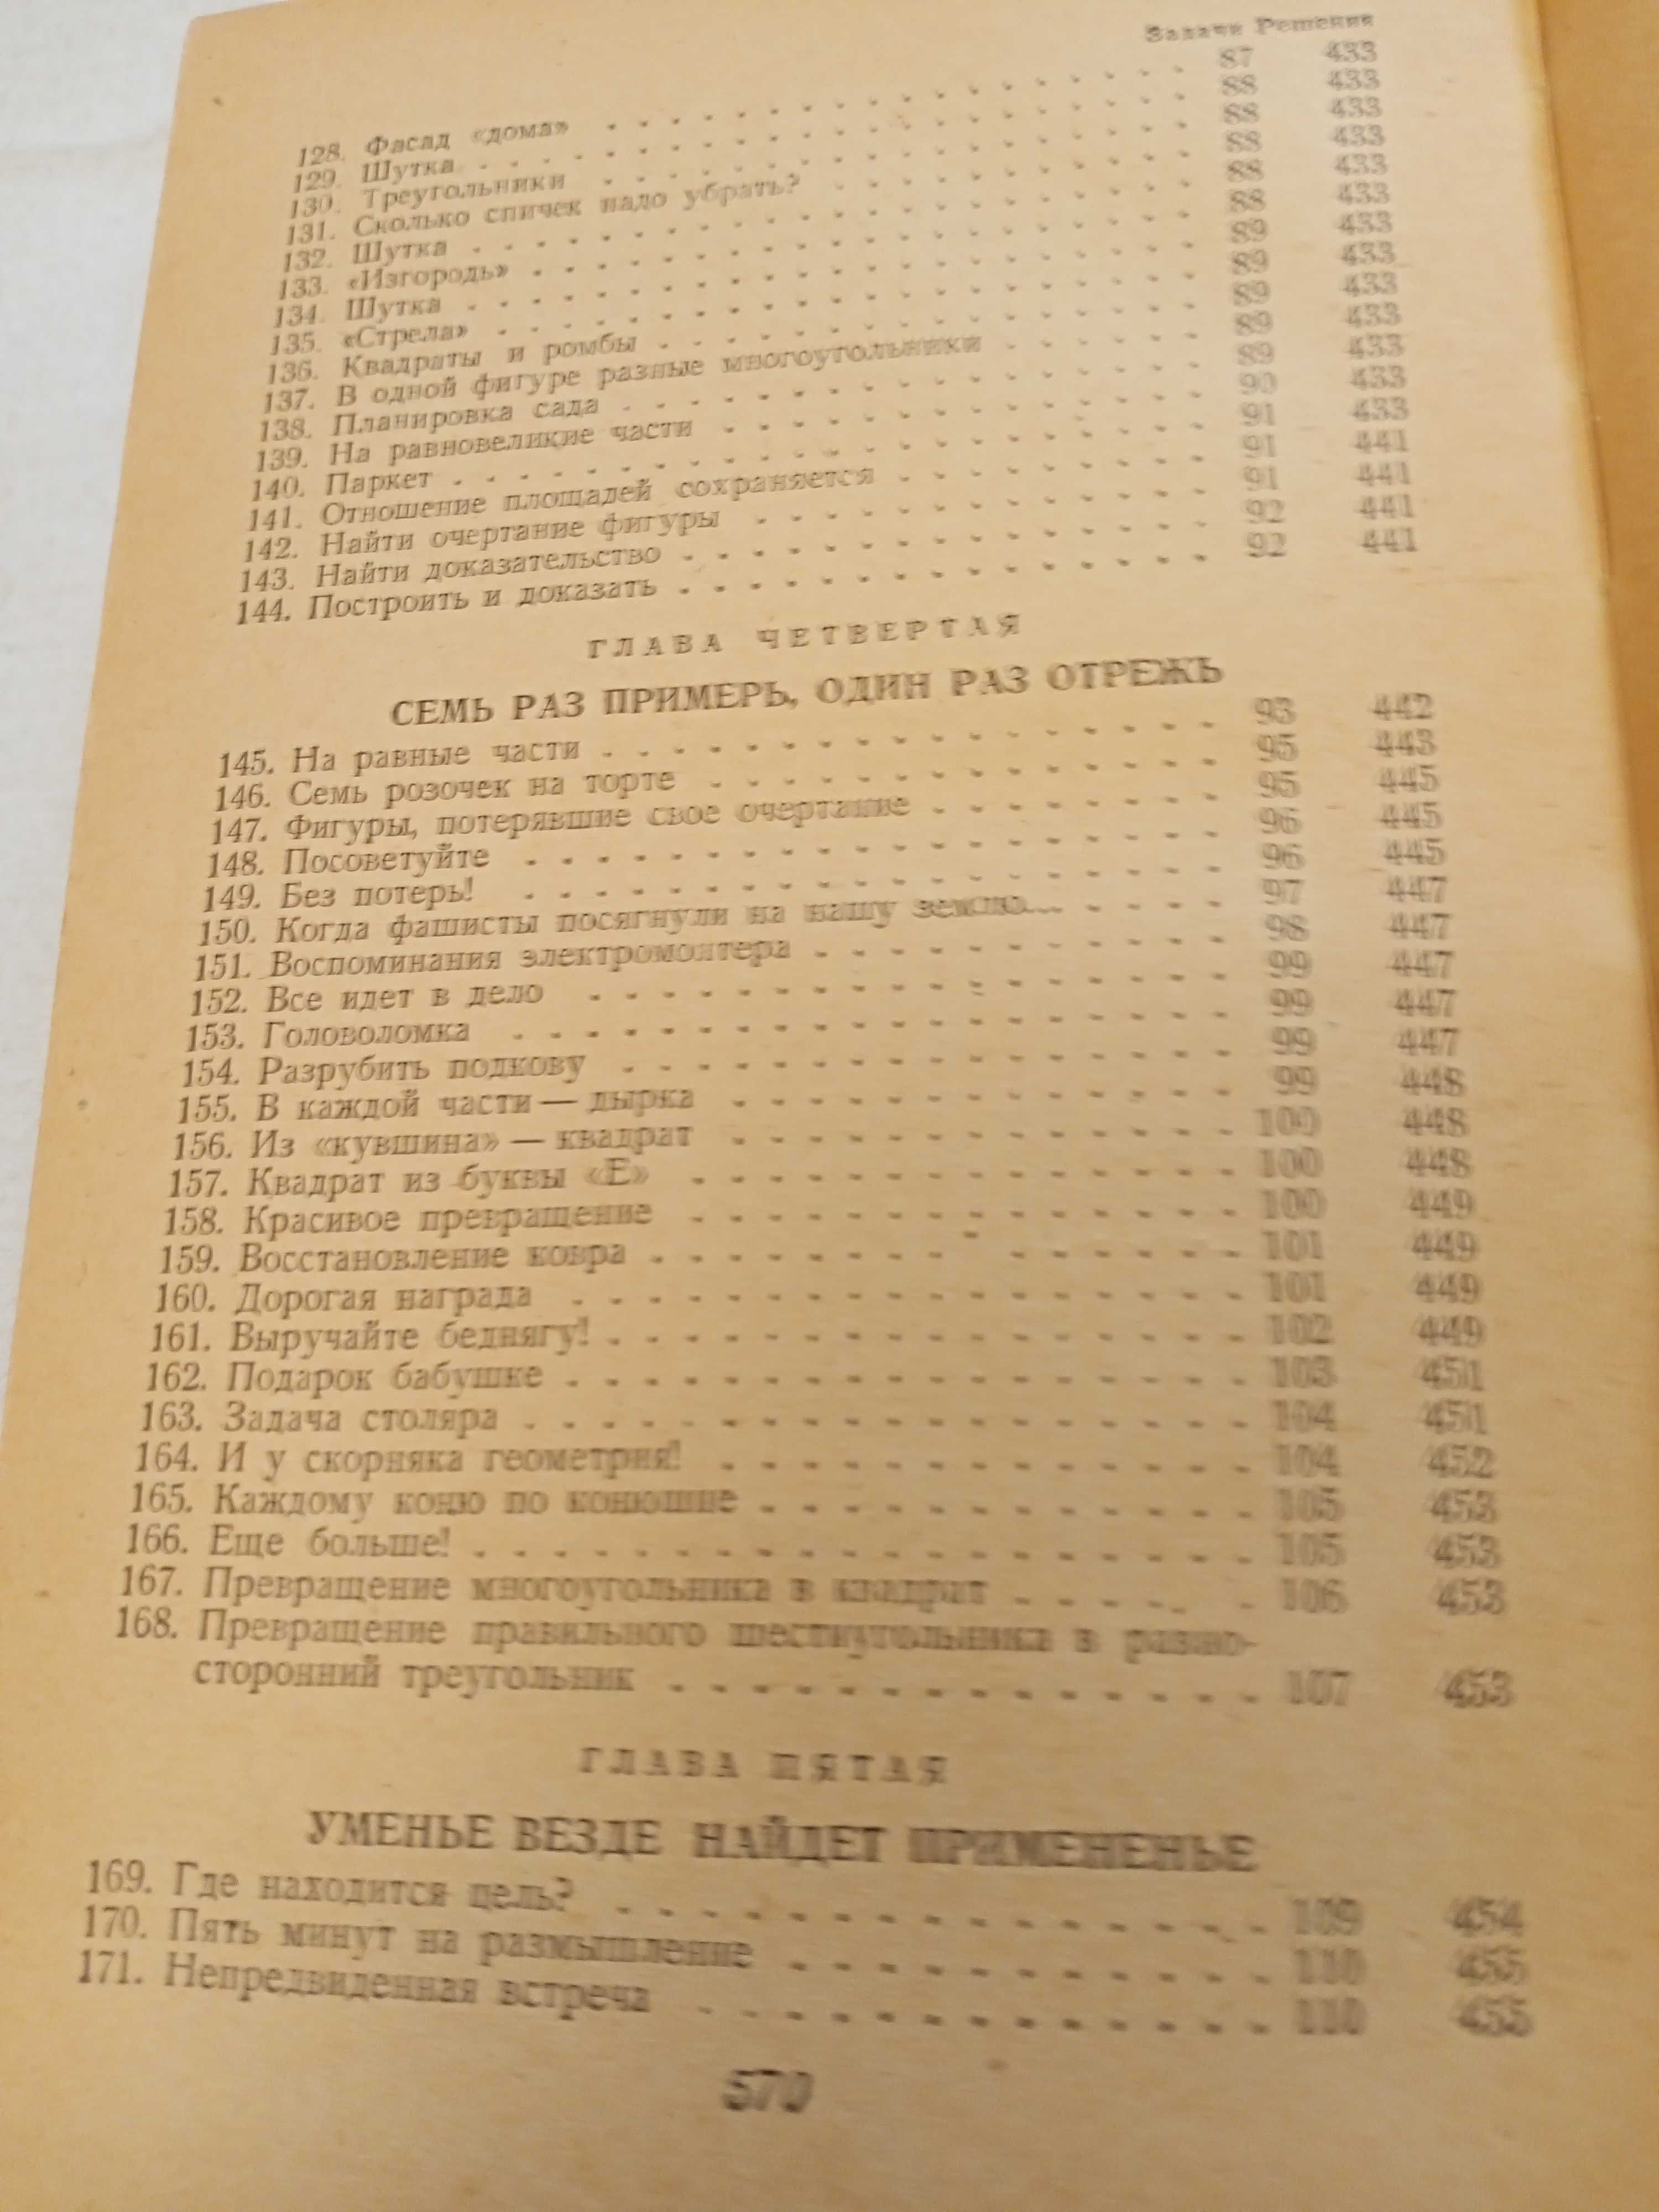 Задачи Решения
128. Фасад «дома» 87 433
129. Шутка 88 433
130. Треугольники 88 433
131. Сколько спичек надо убрать? 88 433
132. Шутка 88 433
133. «Изгородь» 88 433
134. Шутка 89 433
135. «Стрела» 89 433
136. Квадраты и ромбы 89 433
137. В одной фигуре разные многоугольники 89 433
138. Планировка сада 89 433
139. На равновеликие части 90 433
140. Паркет 91 433
141. Отношение площадей сохраняется 91 441
142. Найти очертание фигуры 91 441
143. Найти доказательство 92 441
144. Построить и доказать 92 441
ГЛАВА ЧЕТВЕРТАЯ
СЕМЬ РАЗ ПРИМЕРЬ, ОДИН РАЗ ОТРЕЖЬ
145. На равные части 93 442
146. Семь розочек на торте 95 443
147. Фигуры, потерявшие свое очертание 95 445
148. Посоветуйте 96 445
149. Без потерь! 96 445
150. Когда фашисты посягнули на нашу землю... 97 447
151. Воспоминания электромонтера 98 447
152. Все идет в дело 99 447
153. Головоломка 99 447
154. Разрубить подкову 99 447
155. В каждой части — дырка 99 448
156. Из «кувшина» — квадрат 100 448
157. Квадрат из буквы «Е» 100 448
158. Красивое превращение 100 449
159. Восстановление ковра 101 449
160. Дорогая награда 101 449
161. Выручайте беднягу! 102 449
162. Подарок бабушке 103 451
163. Задача столяра 104 451
164. И у скорняка геометрия! 104 452
165. Каждому коню по конюшне 105 453
166. Еще больше! 105 453
167. Превращение многоугольника в квадрат 106 453
168. Превращение правильного шестиугольника в равно-
сторонний треугольник 107 453
ГЛАВА ПЯТАЯ
УМЕНЬЕ ВЕЗДЕ НАЙДЕТ ПРИМЕНЕНЬЕ
169. Где находится цель? 109 454
170. Пять минут на размышление 110 455
171. Непредвиденная встреча 110 455
570